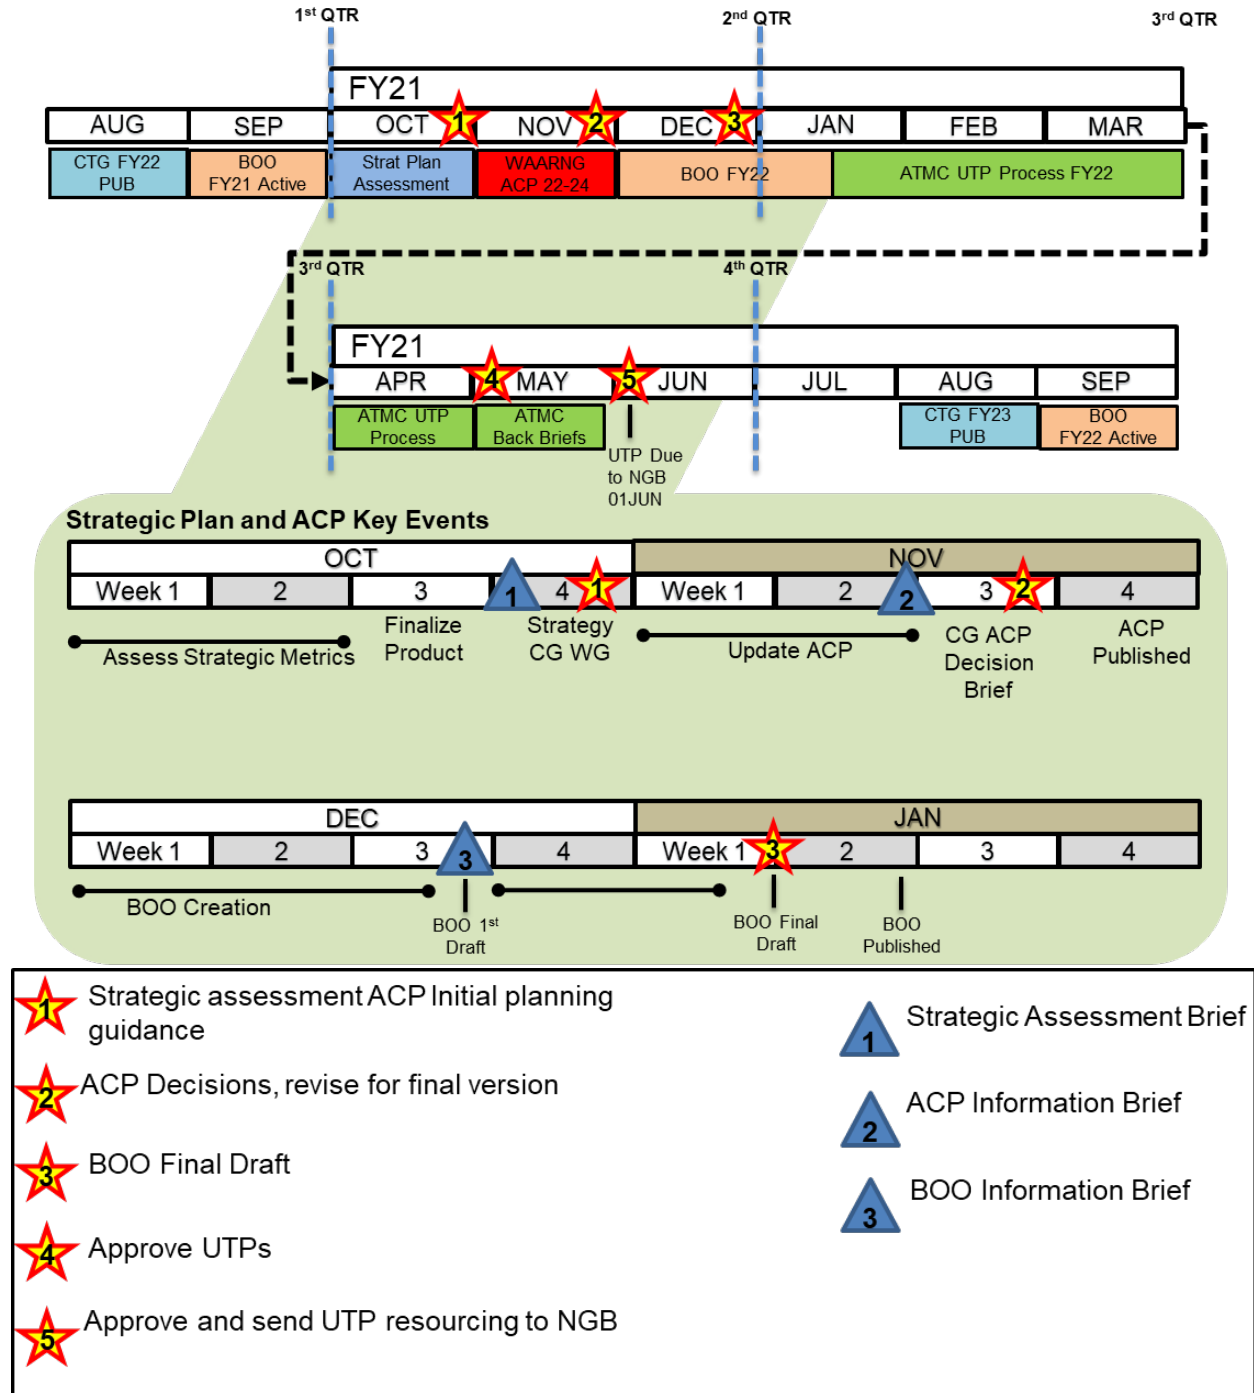 1st QTR
2nd QTR
3rd QTR
FY21
AUG
SEP
OCT
1
NOV
2
DEC
3
JAN
FEB
MAR
CTG FY22
PUB
BOO
FY21 Active
Strat Plan
Assessment
WAARNG
ACP 22-24
BOO FY22
ATMC UTP Process FY22
3rd QTR
4th QTR
FY21
APR
4
MAY
5
JUN
JUL
AUG
SEP
ATMC UTP
Process
ATMC
Back Briefs
UTP Due
to NGB
01JUN
CTG FY23
PUB
BOO
FY22 Active
Strategic Plan and ACP Key Events
OCT
NOV
Week 1
2
3
1
4
1
Week 1
2
2
3
2
4
Assess Strategic Metrics
Finalize
Product
Strategy
CG WG
Update ACP
CG ACP
Decision
Brief
ACP
Published
DEC
JAN
Week 1
2
3
3
4
Week 1
3
2
3
4
BOO Creation
BOO 1st
Draft
BOO Final
Draft
BOO
Published
1
Strategic assessment ACP Initial planning
guidance
2
ACP Decisions, revise for final version
3
BOO Final Draft
4
Approve UTPs
5
Approve and send UTP resourcing to NGB
1
Strategic Assessment Brief
2
ACP Information Brief
3
BOO Information Brief